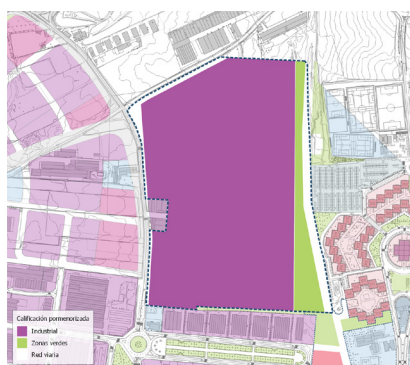 Calificación pormenorizada
Industrial
Zonas verdes
Red viaria